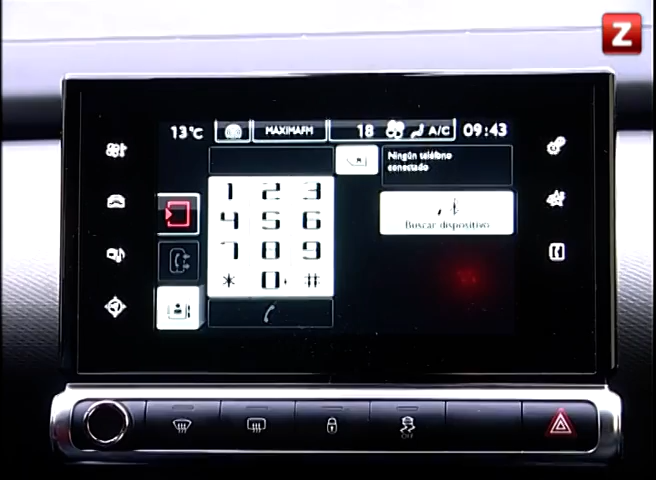 Z
13°C
MAXIMAFM
18
A/C
09:43
Ningún teléfono
conectado
1 2 3
4 5 6
7 8 9
* 0+ #
Buscar dispositivo
OFF